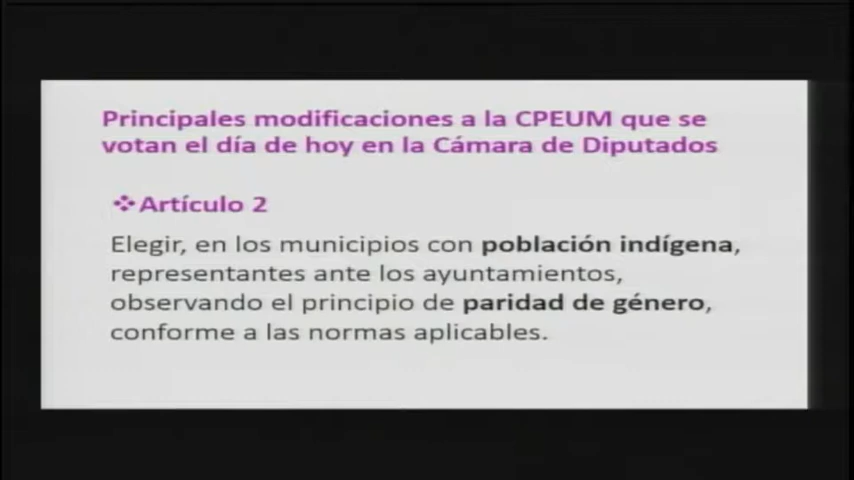 Principales modificaciones a la CPEUM que se
votan el día de hoy en la Cámara de Diputados
❖Artículo 2
Elegir, en los municipios con población indígena,
representantes ante los ayuntamientos,
observando el principio de paridad de género,
conforme a las normas aplicables.